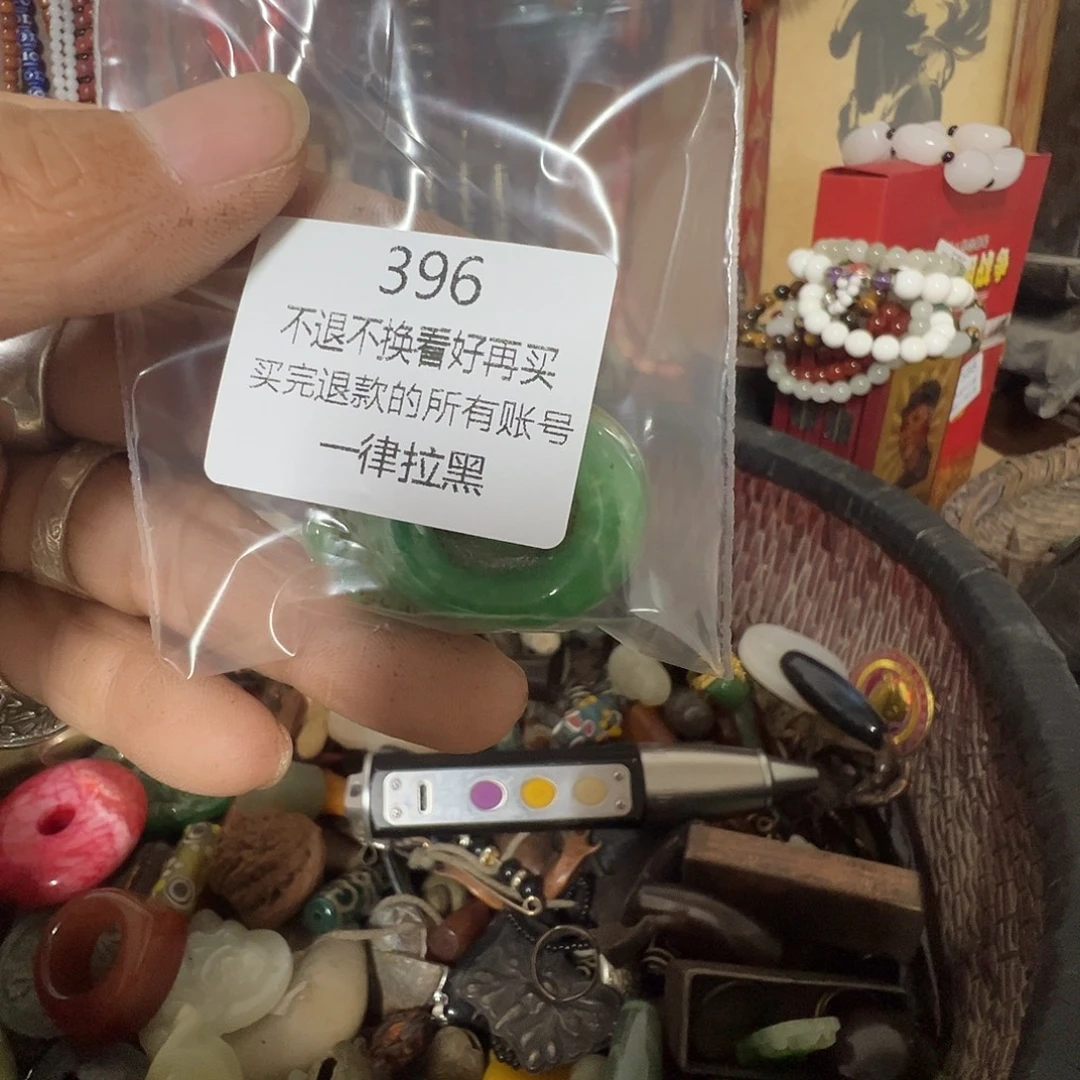 396
不退不换看好再买
买完退款的所有账号
一律拉黑